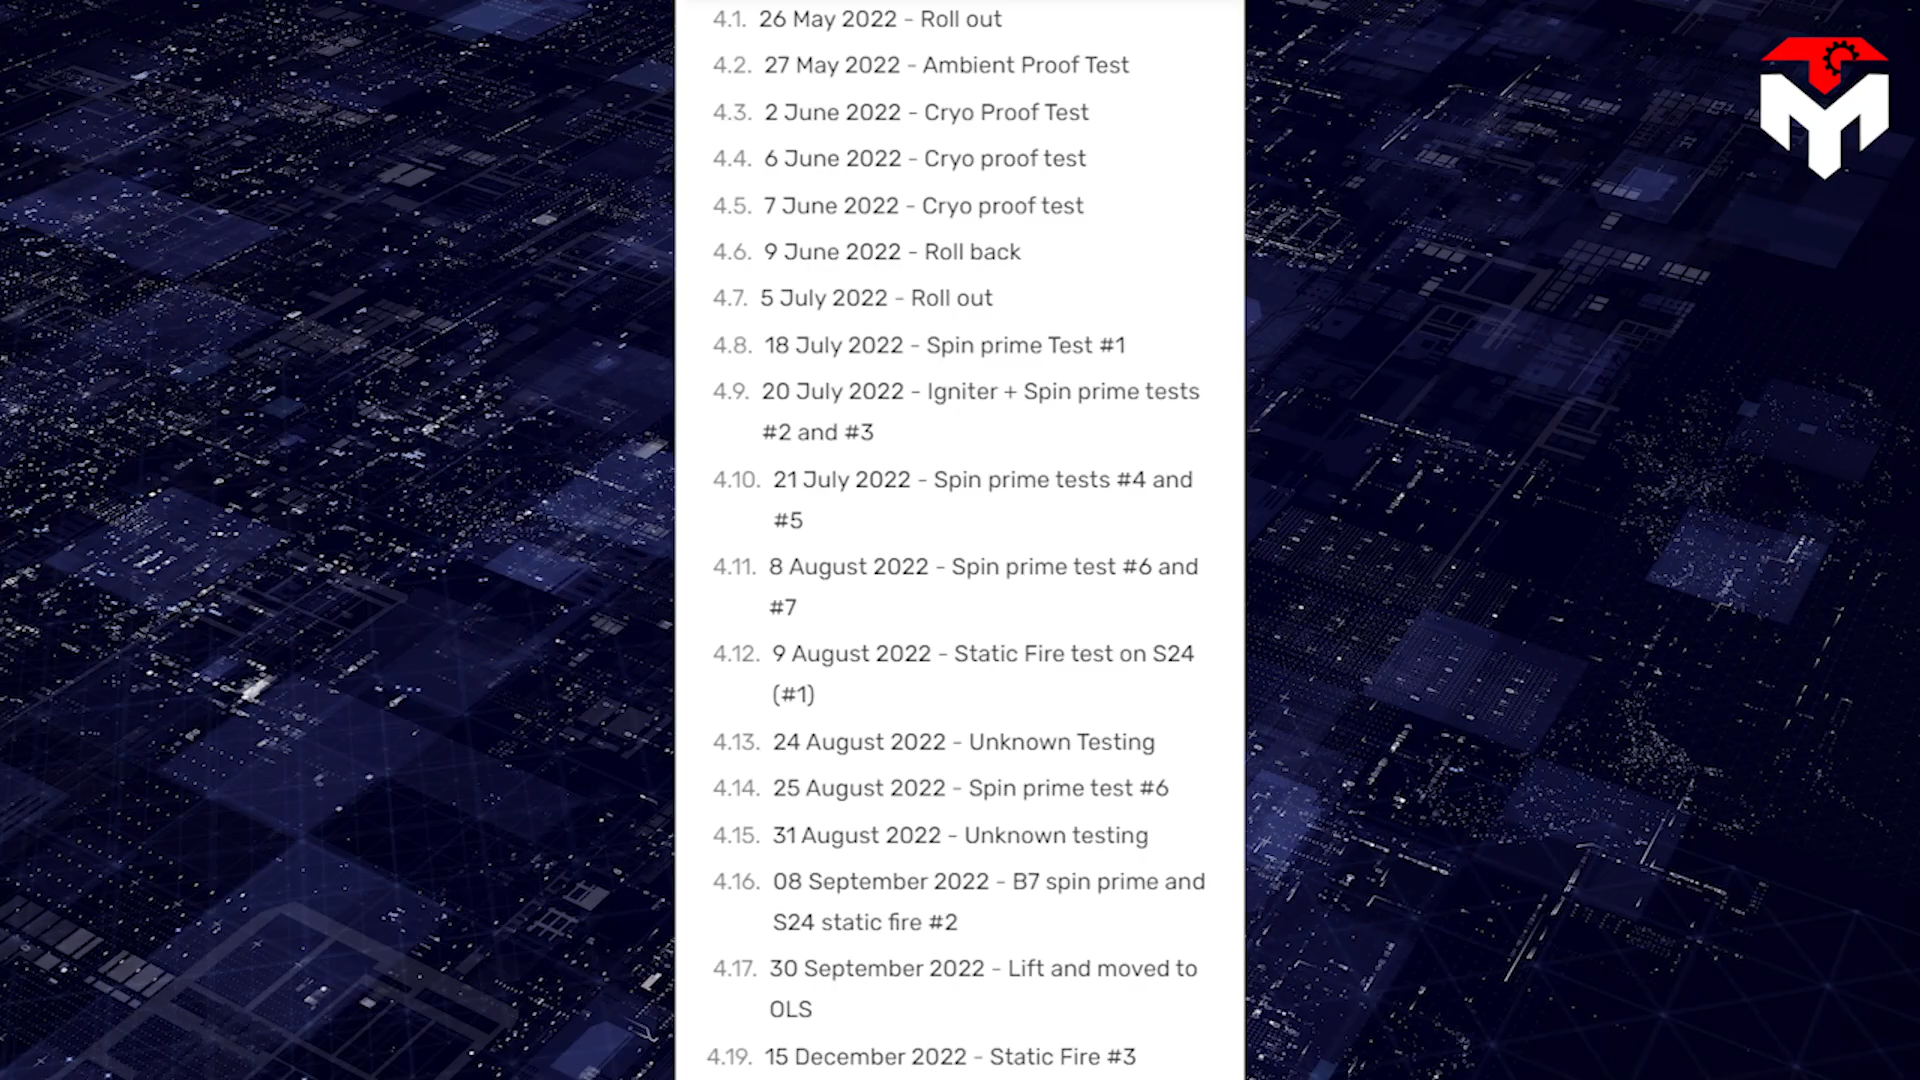 4.1. 26 May 2022 - Roll out
4.2. 27 May 2022 - Ambient Proof Test
4.3. 2 June 2022 - Cryo Proof Test
4.4. 6 June 2022 - Cryo proof test
4.5. 7 June 2022 - Cryo proof test
4.6. 9 June 2022 - Roll back
4.7. 5 July 2022 - Roll out
4.8. 18 July 2022 - Spin prime Test #1
4.9. 20 July 2022 - Igniter + Spin prime tests
#2 and #3
4.10. 21 July 2022 - Spin prime tests #4 and
#5
4.11. 8 August 2022 - Spin prime test #6 and
#7
4.12. 9 August 2022 - Static Fire test on S24
(#1)
4.13. 24 August 2022 - Unknown Testing
4.14. 25 August 2022 - Spin prime test #6
4.15. 31 August 2022 - Unknown testing
4.16. 08 September 2022 - B7 spin prime and
S24 static fire #2
4.17. 30 September 2022 - Lift and moved to
OLS
4.19. 15 December 2022 - Static Fire #3